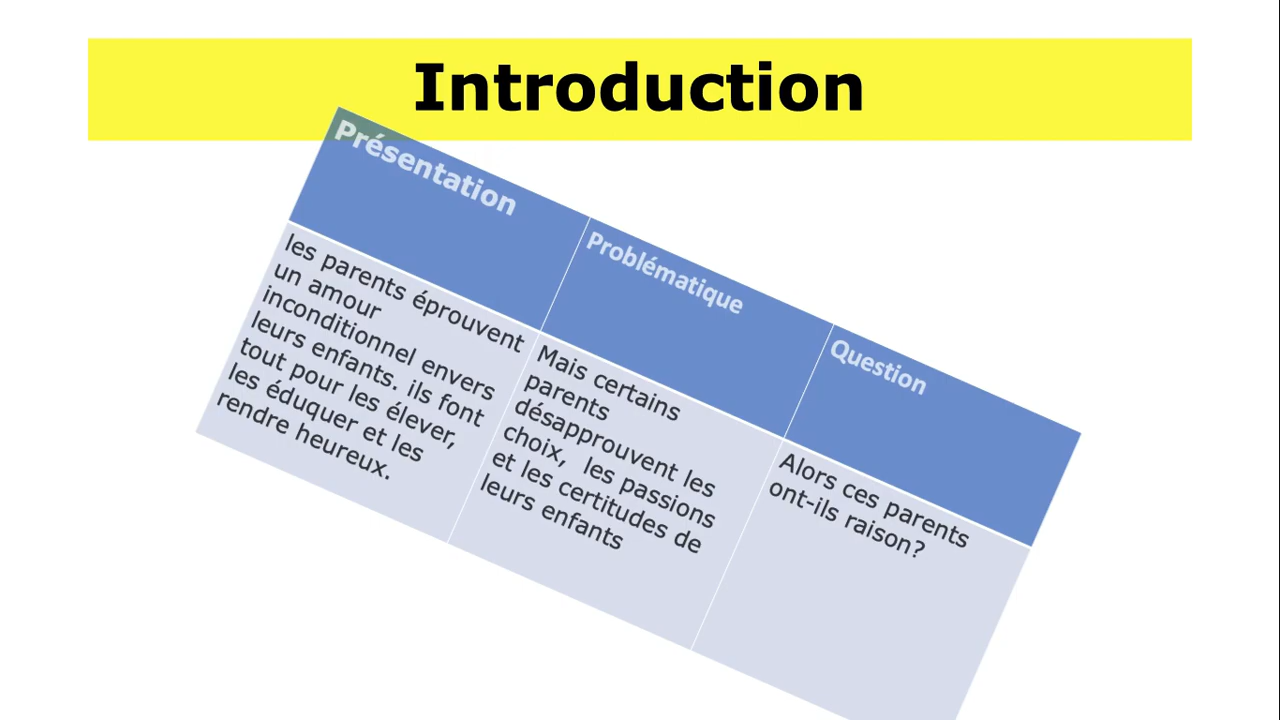 Introduction
Présentation
Problématique
Question
les parents éprouvent
un amour
inconditionnel envers
leurs enfants. ils font
tout pour les élever,
les éduquer et les
rendre heureux.
Mais certains
parents
désapprouvent les
choix,  les passions
et les certitudes de
leurs enfants
Alors ces parents
ont-ils raison?